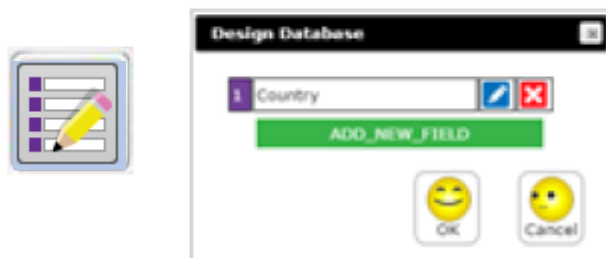 Design Database
1 Country
ADD_NEW_FIELD
OK
Cancel